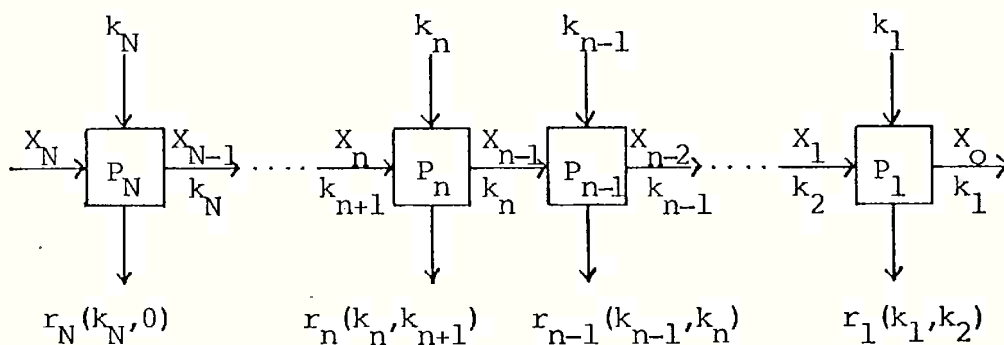 k_N k_n k_{n-1} k_1
X_N P_N X_{N-1} ···· X_n P_n X_{n-1} P_{n-1} X_{n-2} ···· X_1 P_1 X_o
k_N k_{n+1} k_n k_{n-1} k_2 k_1
r_N(k_N,0) r_n(k_n,k_{n+1}) r_{n-1}(k_{n-1},k_n) r_1(k_1,k_2)